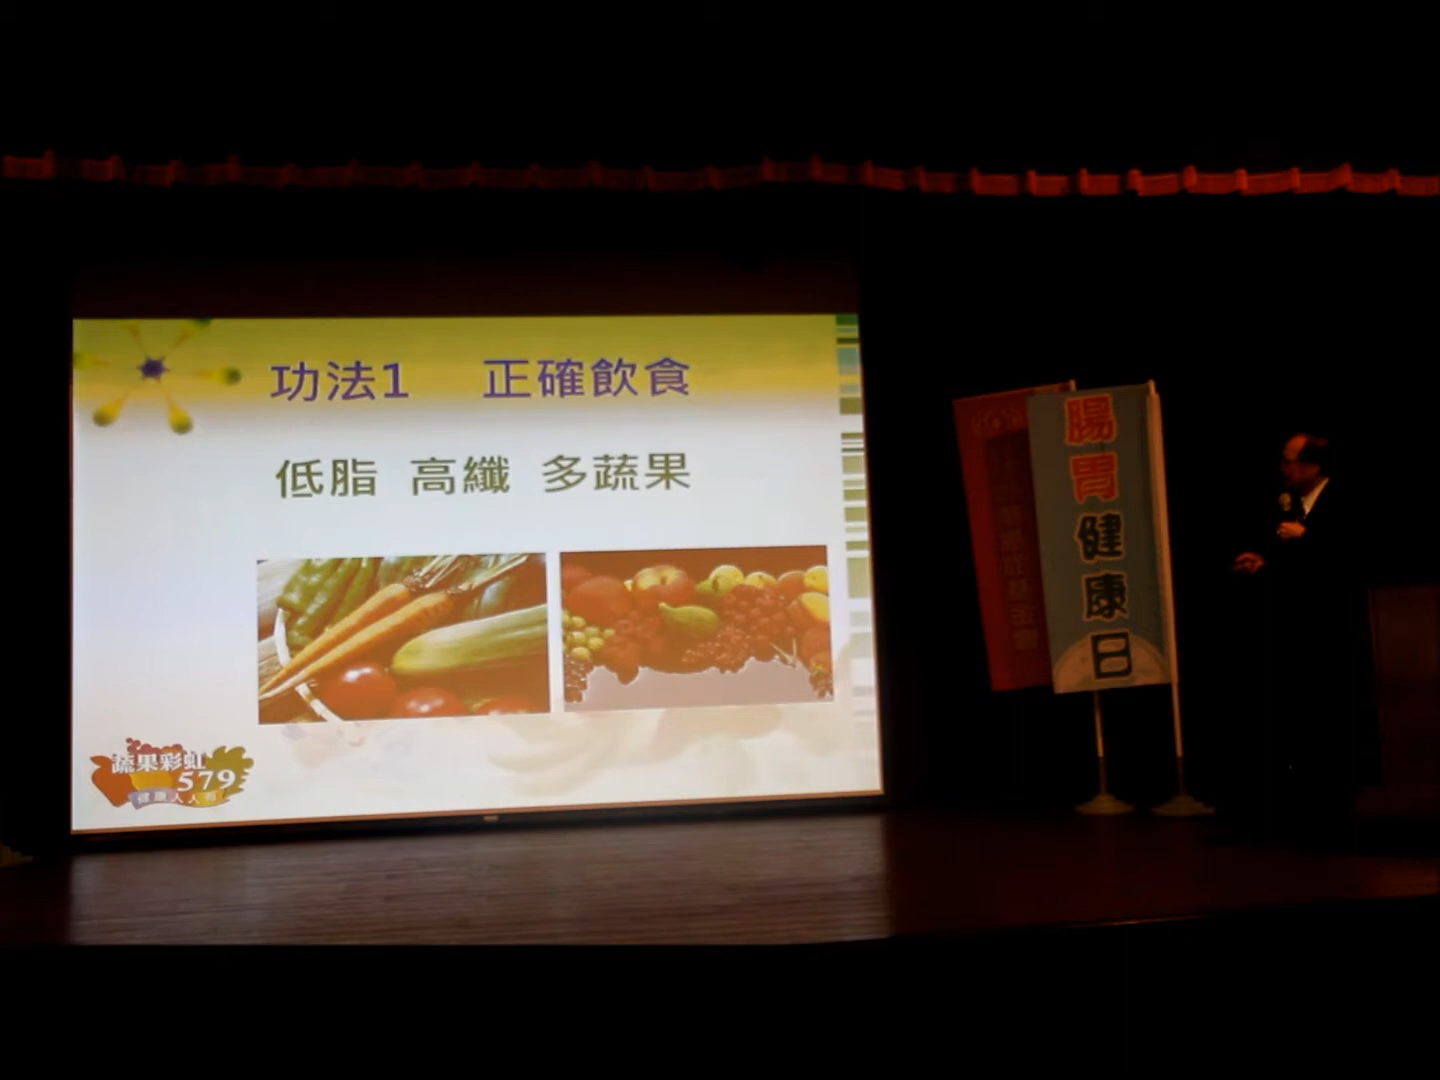 功法1 正確飲食
低脂 高纖 多蔬果
蔬果彩虹
579
健康人人有
腸胃健康日